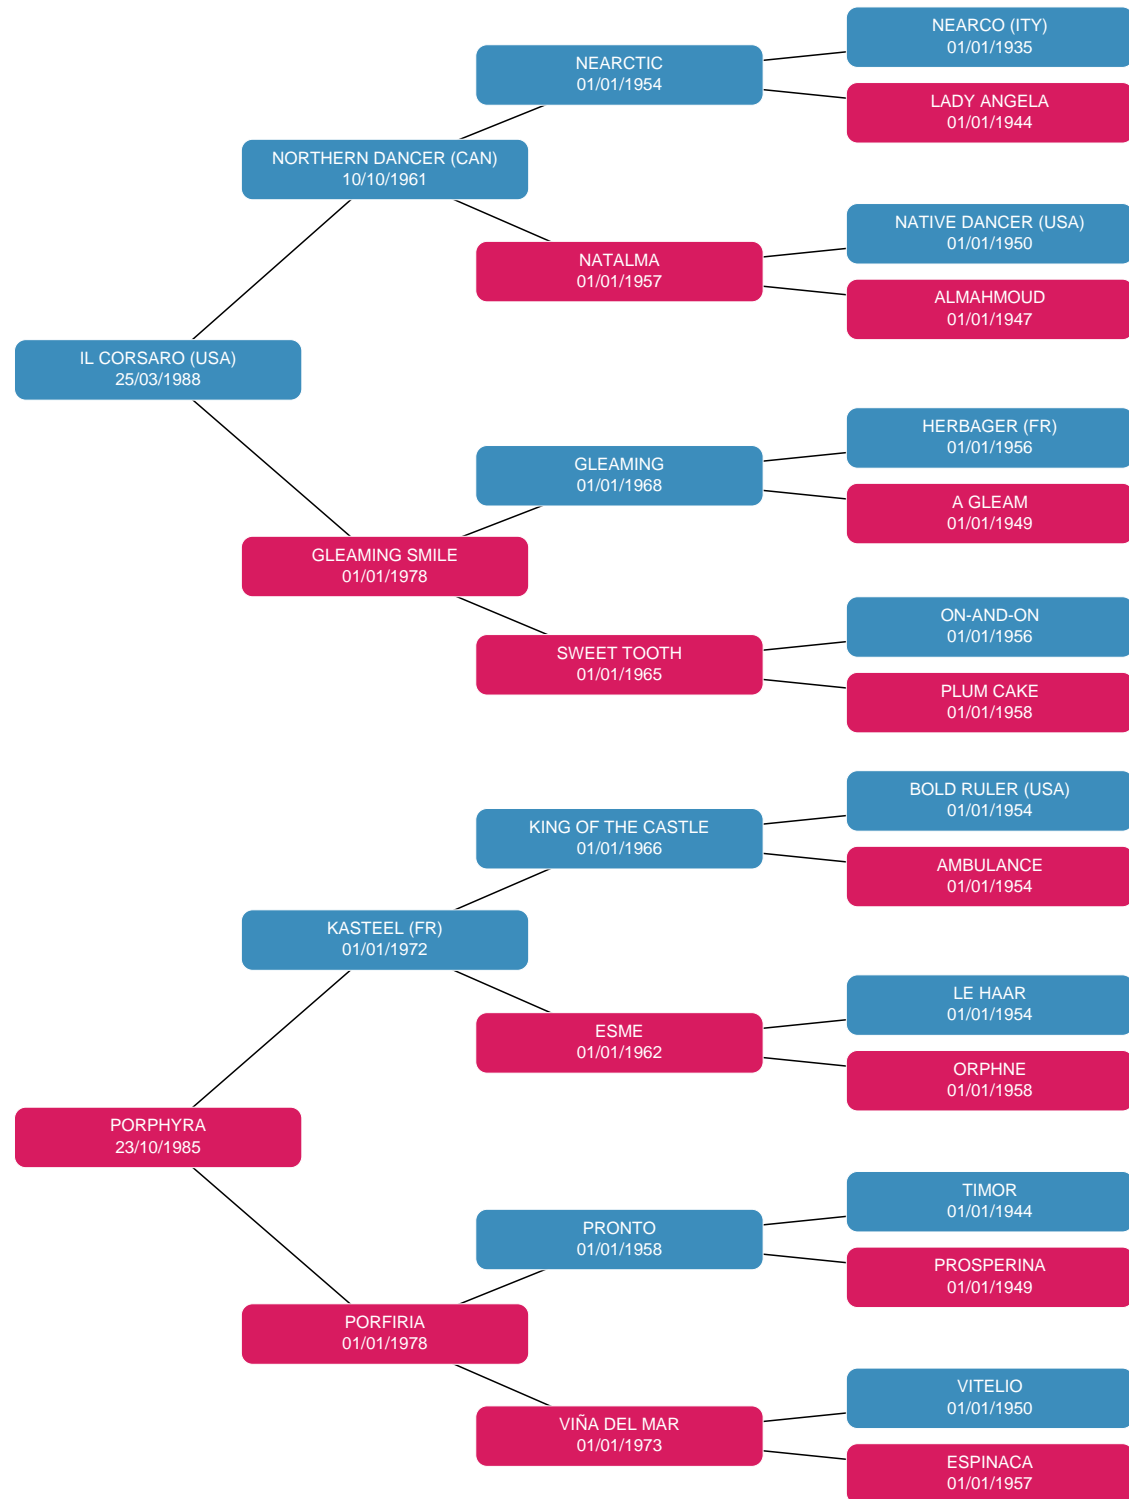 NEARCO (ITY)
01/01/1935
NEARCTIC
01/01/1954
LADY ANGELA
01/01/1944
NORTHERN DANCER (CAN)
10/10/1961
NATIVE DANCER (USA)
01/01/1950
NATALMA
01/01/1957
ALMAHMOUD
01/01/1947
IL CORSARO (USA)
25/03/1988
HERBAGER (FR)
01/01/1956
GLEAMING
01/01/1968
A GLEAM
01/01/1949
GLEAMING SMILE
01/01/1978
ON-AND-ON
01/01/1956
SWEET TOOTH
01/01/1965
PLUM CAKE
01/01/1958
BOLD RULER (USA)
01/01/1954
KING OF THE CASTLE
01/01/1966
AMBULANCE
01/01/1954
KASTEEL (FR)
01/01/1972
LE HAAR
01/01/1954
ESME
01/01/1962
ORPHNE
01/01/1958
PORPHYRA
23/10/1985
TIMOR
01/01/1944
PRONTO
01/01/1958
PROSPERINA
01/01/1949
PORFIRIA
01/01/1978
VITELIO
01/01/1950
VIÑA DEL MAR
01/01/1973
ESPINACA
01/01/1957